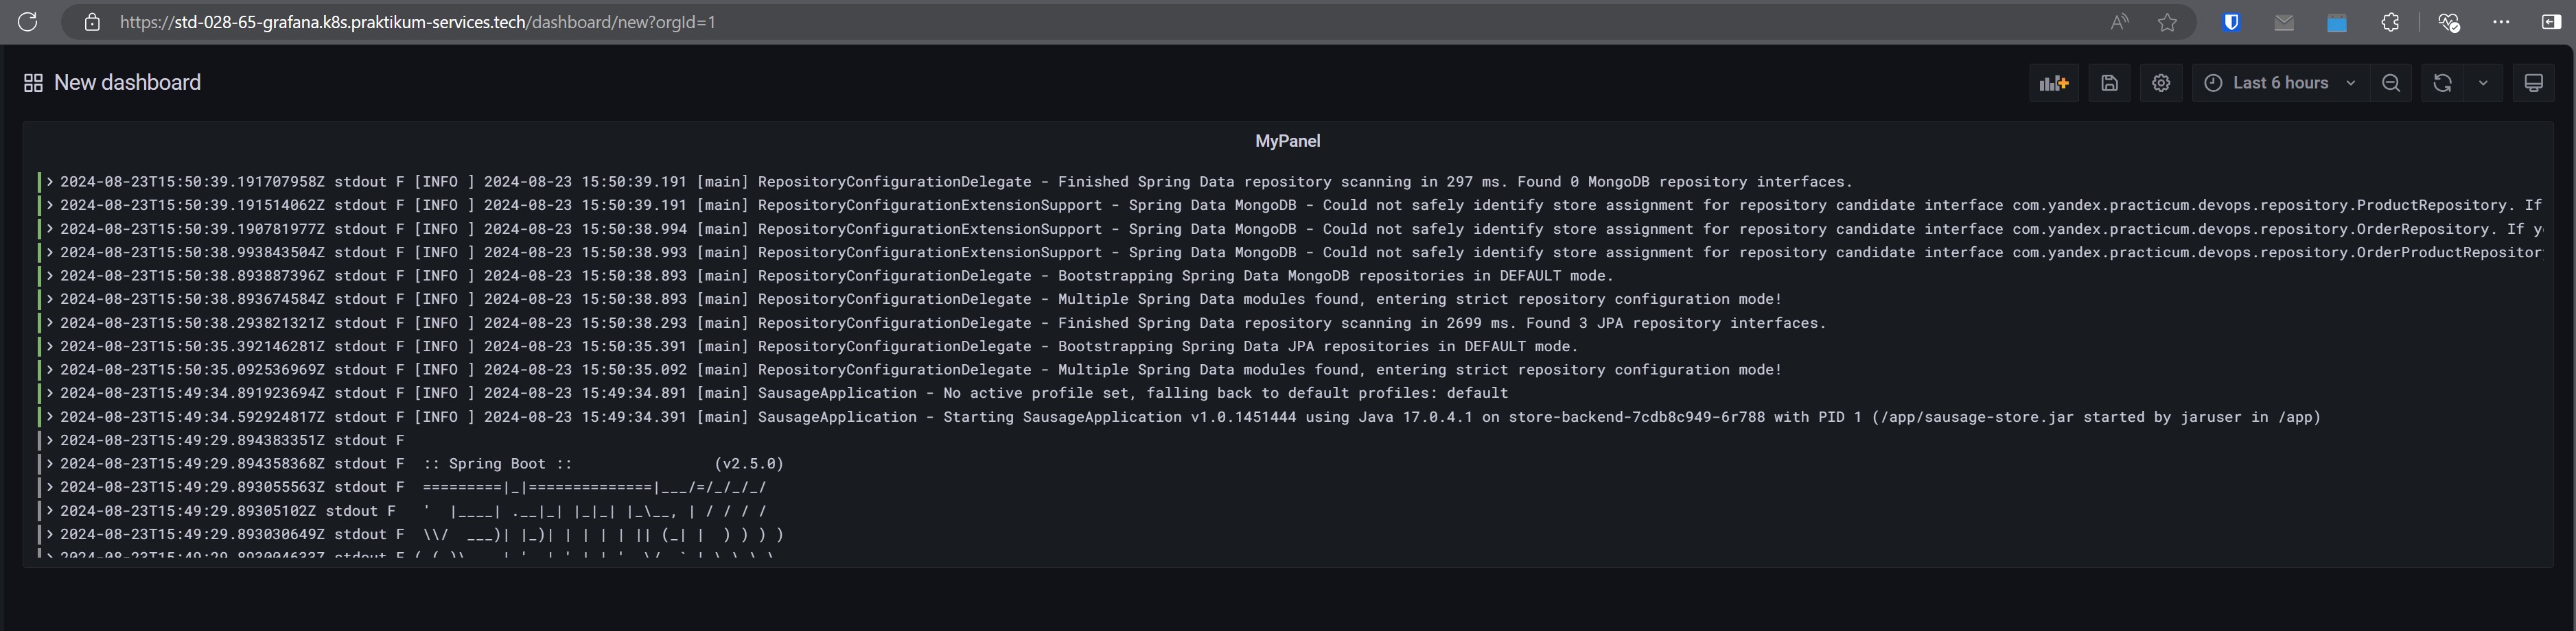 https://std-028-65-grafana.k8s.praktikum-services.tech/dashboard/new?orgId=1
New dashboard
Last 6 hours
MyPanel
> 2024-08-23T15:50:39.191707958Z stdout F [INFO ] 2024-08-23 15:50:39.191 [main] RepositoryConfigurationDelegate - Finished Spring Data repository scanning in 297 ms. Found 0 MongoDB repository interfaces.
> 2024-08-23T15:50:39.191514062Z stdout F [INFO ] 2024-08-23 15:50:39.191 [main] RepositoryConfigurationExtensionSupport - Spring Data MongoDB - Could not safely identify store assignment for repository candidate interface com.yandex.practicum.devops.repository.ProductRepository. If
> 2024-08-23T15:50:39.190781977Z stdout F [INFO ] 2024-08-23 15:50:38.994 [main] RepositoryConfigurationExtensionSupport - Spring Data MongoDB - Could not safely identify store assignment for repository candidate interface com.yandex.practicum.devops.repository.OrderRepository. If y
> 2024-08-23T15:50:38.993843504Z stdout F [INFO ] 2024-08-23 15:50:38.993 [main] RepositoryConfigurationExtensionSupport - Spring Data MongoDB - Could not safely identify store assignment for repository candidate interface com.yandex.practicum.devops.repository.OrderProductRepositor
> 2024-08-23T15:50:38.893887396Z stdout F [INFO ] 2024-08-23 15:50:38.893 [main] RepositoryConfigurationDelegate - Bootstrapping Spring Data MongoDB repositories in DEFAULT mode.
> 2024-08-23T15:50:38.893674584Z stdout F [INFO ] 2024-08-23 15:50:38.893 [main] RepositoryConfigurationDelegate - Multiple Spring Data modules found, entering strict repository configuration mode!
> 2024-08-23T15:50:38.293821321Z stdout F [INFO ] 2024-08-23 15:50:38.293 [main] RepositoryConfigurationDelegate - Finished Spring Data repository scanning in 2699 ms. Found 3 JPA repository interfaces.
> 2024-08-23T15:50:35.392146281Z stdout F [INFO ] 2024-08-23 15:50:35.391 [main] RepositoryConfigurationDelegate - Bootstrapping Spring Data JPA repositories in DEFAULT mode.
> 2024-08-23T15:50:35.092536969Z stdout F [INFO ] 2024-08-23 15:50:35.092 [main] RepositoryConfigurationDelegate - Multiple Spring Data modules found, entering strict repository configuration mode!
> 2024-08-23T15:49:34.891923694Z stdout F [INFO ] 2024-08-23 15:49:34.891 [main] SausageApplication - No active profile set, falling back to default profiles: default
> 2024-08-23T15:49:34.592924817Z stdout F [INFO ] 2024-08-23 15:49:34.391 [main] SausageApplication - Starting SausageApplication v1.0.1451444 using Java 17.0.4.1 on store-backend-7cdb8c949-6r788 with PID 1 (/app/sausage-store.jar started by jaruser in /app)
> 2024-08-23T15:49:29.894383351Z stdout F
> 2024-08-23T15:49:29.894358368Z stdout F  :: Spring Boot ::                (v2.5.0)
> 2024-08-23T15:49:29.893055563Z stdout F  =========|_|==============|___/=/_/_/_/
> 2024-08-23T15:49:29.89305102Z stdout F   '  |____| .__|_| |_|_| |_\__, | / / / /
> 2024-08-23T15:49:29.893030649Z stdout F  \\/  ___)| |_)| | | | | || (_| |  ) ) ) )
> 2024-08-23T15:49:29.893004633Z stdout F ( ( )\___ | '_ | '_| | '_ \/ _` | \ \ \ \